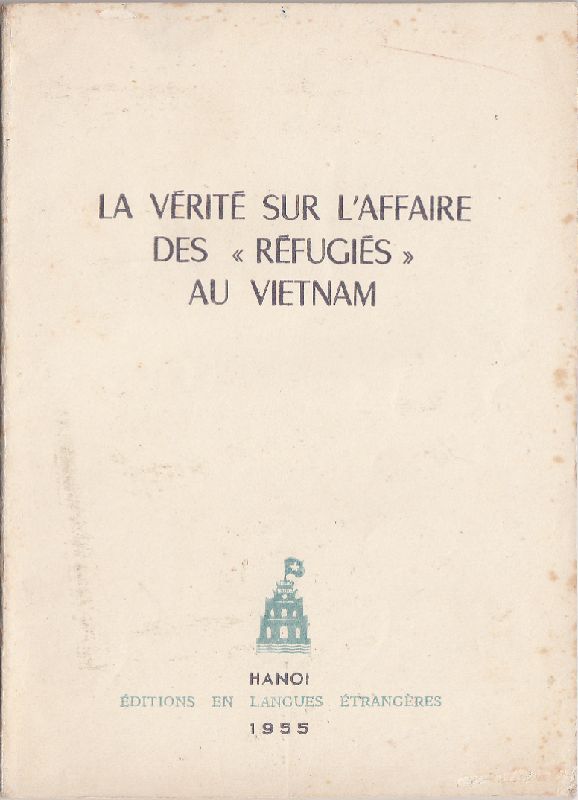 LA VÉRITÉ SUR L'AFFAIRE
DES « RÉFUGIÉS »
AU VIETNAM
HANOI
ÉDITIONS EN LANGUES ÉTRANGÈRES
1955